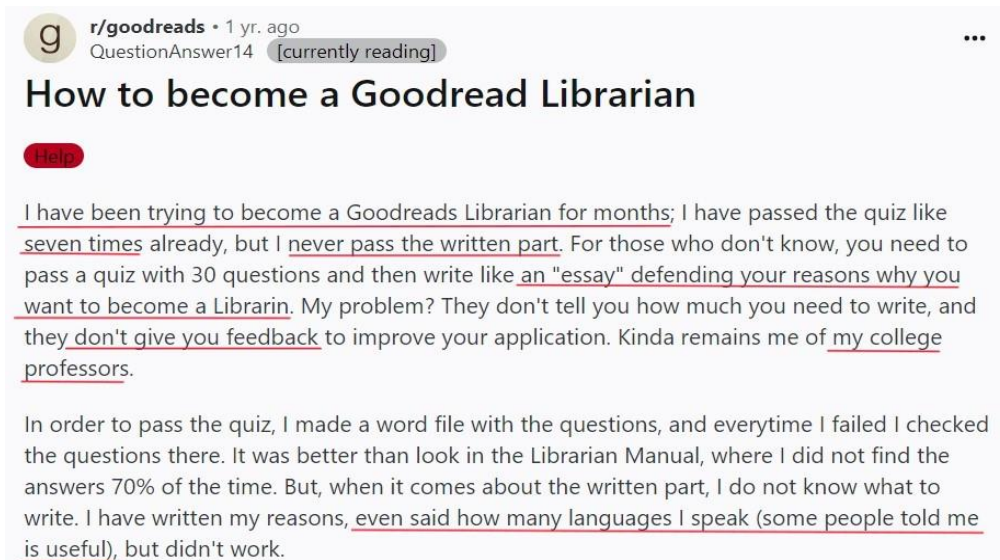 g
r/goodreads • 1 yr. ago
QuestionAnswer14 [currently reading]
How to become a Goodread Librarian
Help
I have been trying to become a Goodreads Librarian for months; I have passed the quiz like
seven times already, but I never pass the written part. For those who don't know, you need to
pass a quiz with 30 questions and then write like an "essay" defending your reasons why you
want to become a Librarin. My problem? They don't tell you how much you need to write, and
they don't give you feedback to improve your application. Kinda remains me of my college
professors.
In order to pass the quiz, I made a word file with the questions, and everytime I failed I checked
the questions there. It was better than look in the Librarian Manual, where I did not find the
answers 70% of the time. But, when it comes about the written part, I do not know what to
write. I have written my reasons, even said how many languages I speak (some people told me
is useful), but didn't work.